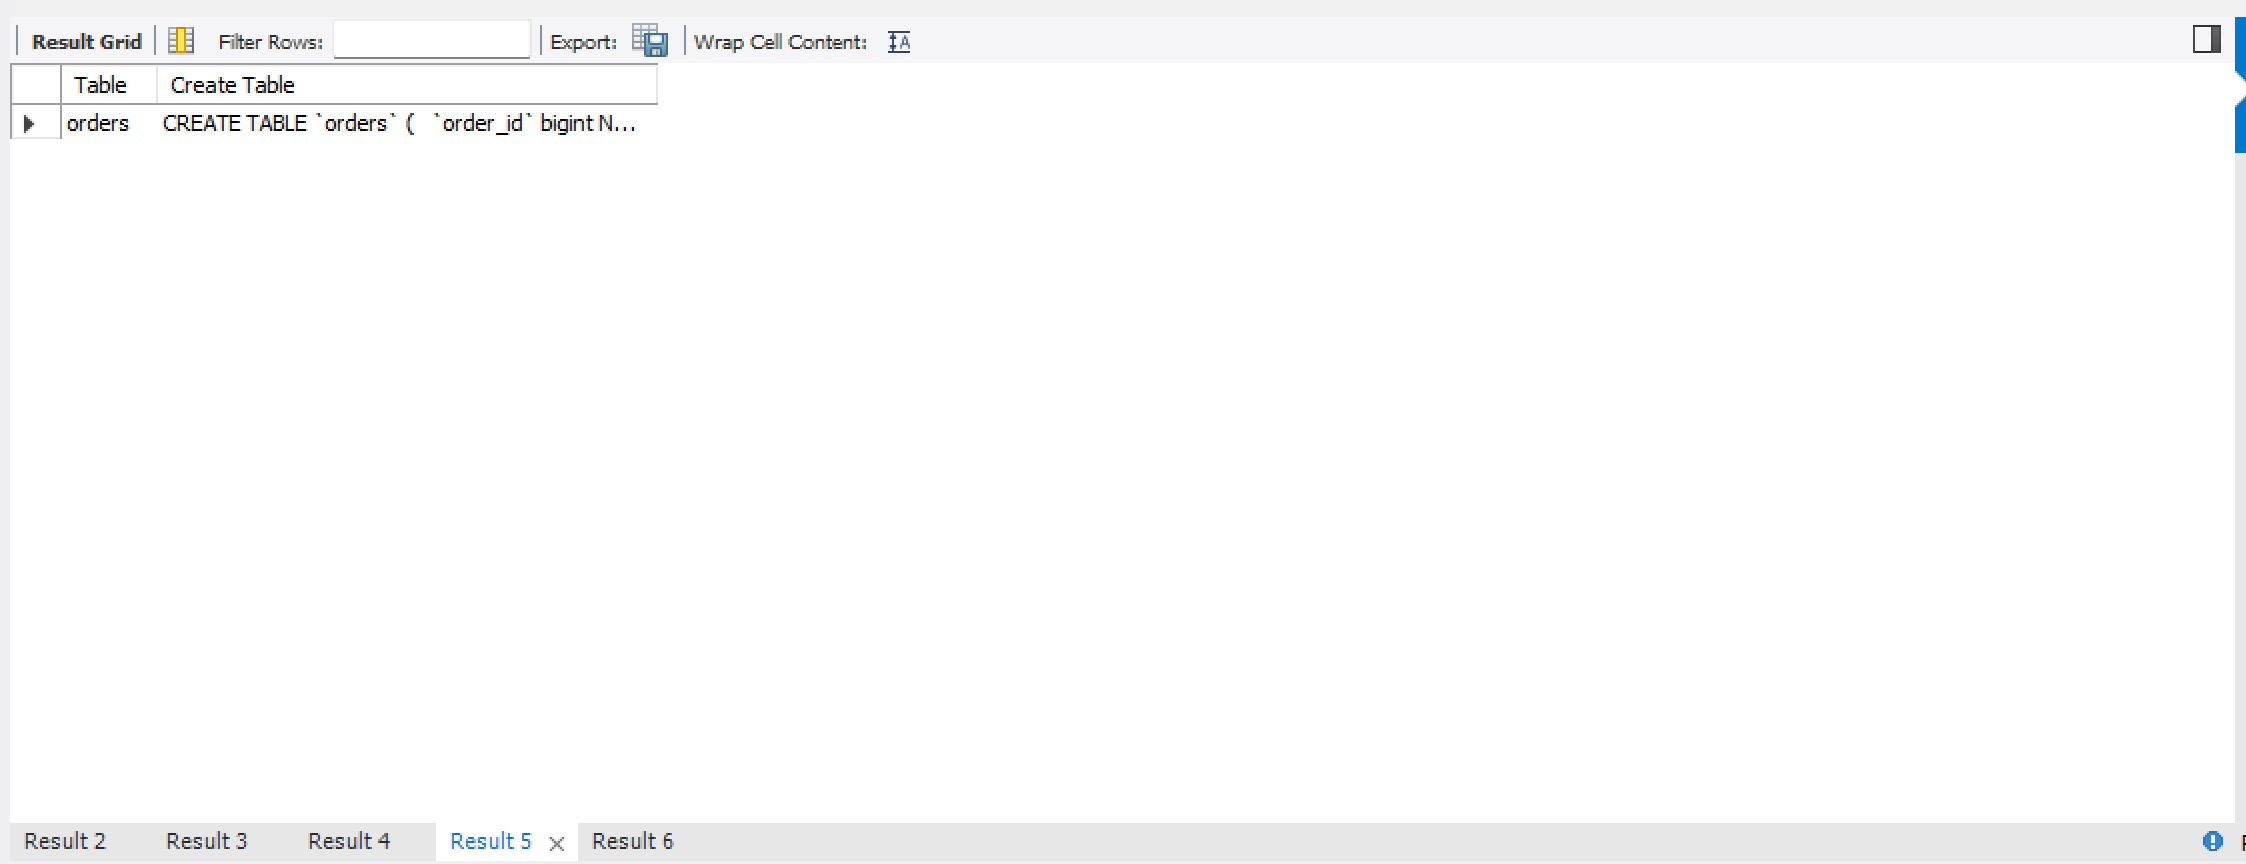 Result Grid Filter Rows: Export: Wrap Cell Content:
Table Create Table
orders CREATE TABLE `orders` ( `order_id` bigint N...
Result 2 Result 3 Result 4 Result 5 Result 6